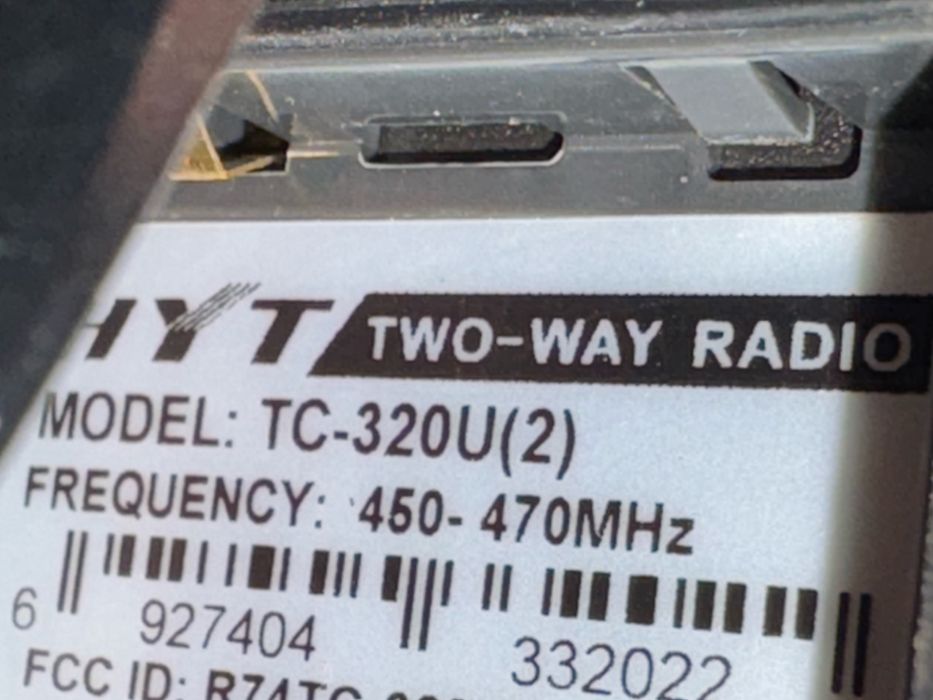 HYT TWO-WAY RADIO
MODEL: TC-320U(2)
FREQUENCY: 450- 470MHz
6 927404 332022
FCC ID: